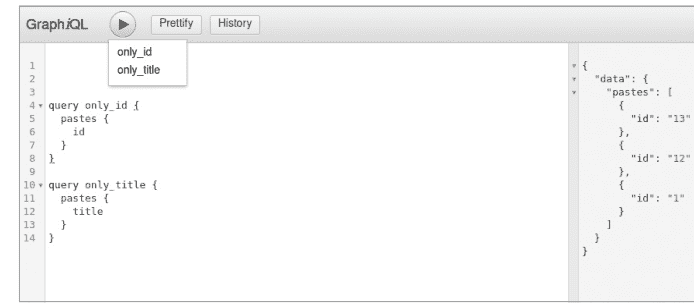 GraphiQL
Prettify
History
only_id
only_title
1
2
3
4 query only_id {
5   pastes {
6     id
7   }
8 }
9
10 query only_title {
11   pastes {
12     title
13   }
14 }
{
  "data": {
    "pastes": [
      {
        "id": "13"
      },
      {
        "id": "12"
      },
      {
        "id": "1"
      }
    ]
  }
}